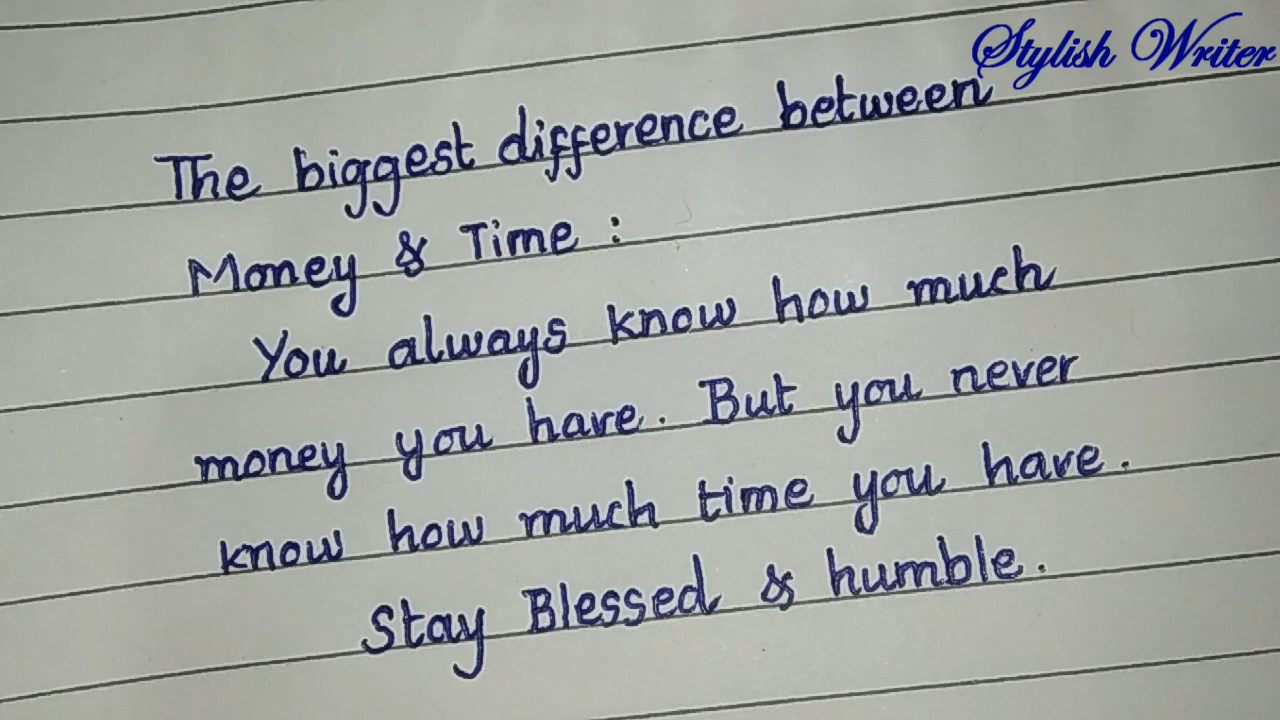 Stylish Writer
The biggest difference between
Money & Time :
You always know how much
money you have. But you never
know how much time you have.
Stay Blessed & humble.